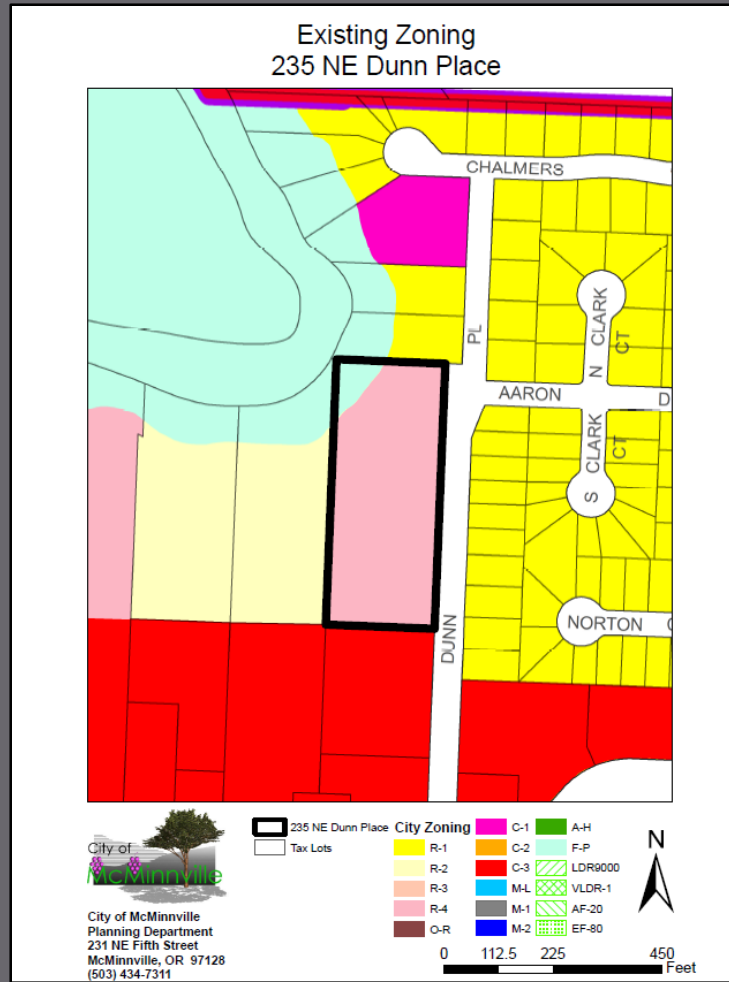 Existing Zoning
235 NE Dunn Place
CHALMERS
PL
N CLARK CT
AARON D
S CLARK CT
NORTON
DUNN
235 NE Dunn Place
Tax Lots
City Zoning
R-1
R-2
R-3
R-4
O-R
C-1
C-2
C-3
M-L
M-1
M-2
A-H
F-P
LDR9000
VLDR-1
AF-20
EF-80
N
City of
McMinnville
City of McMinnville
Planning Department
231 NE Fifth Street
McMinnville, OR 97128
(503) 434-7311
0 112.5 225 450
Feet